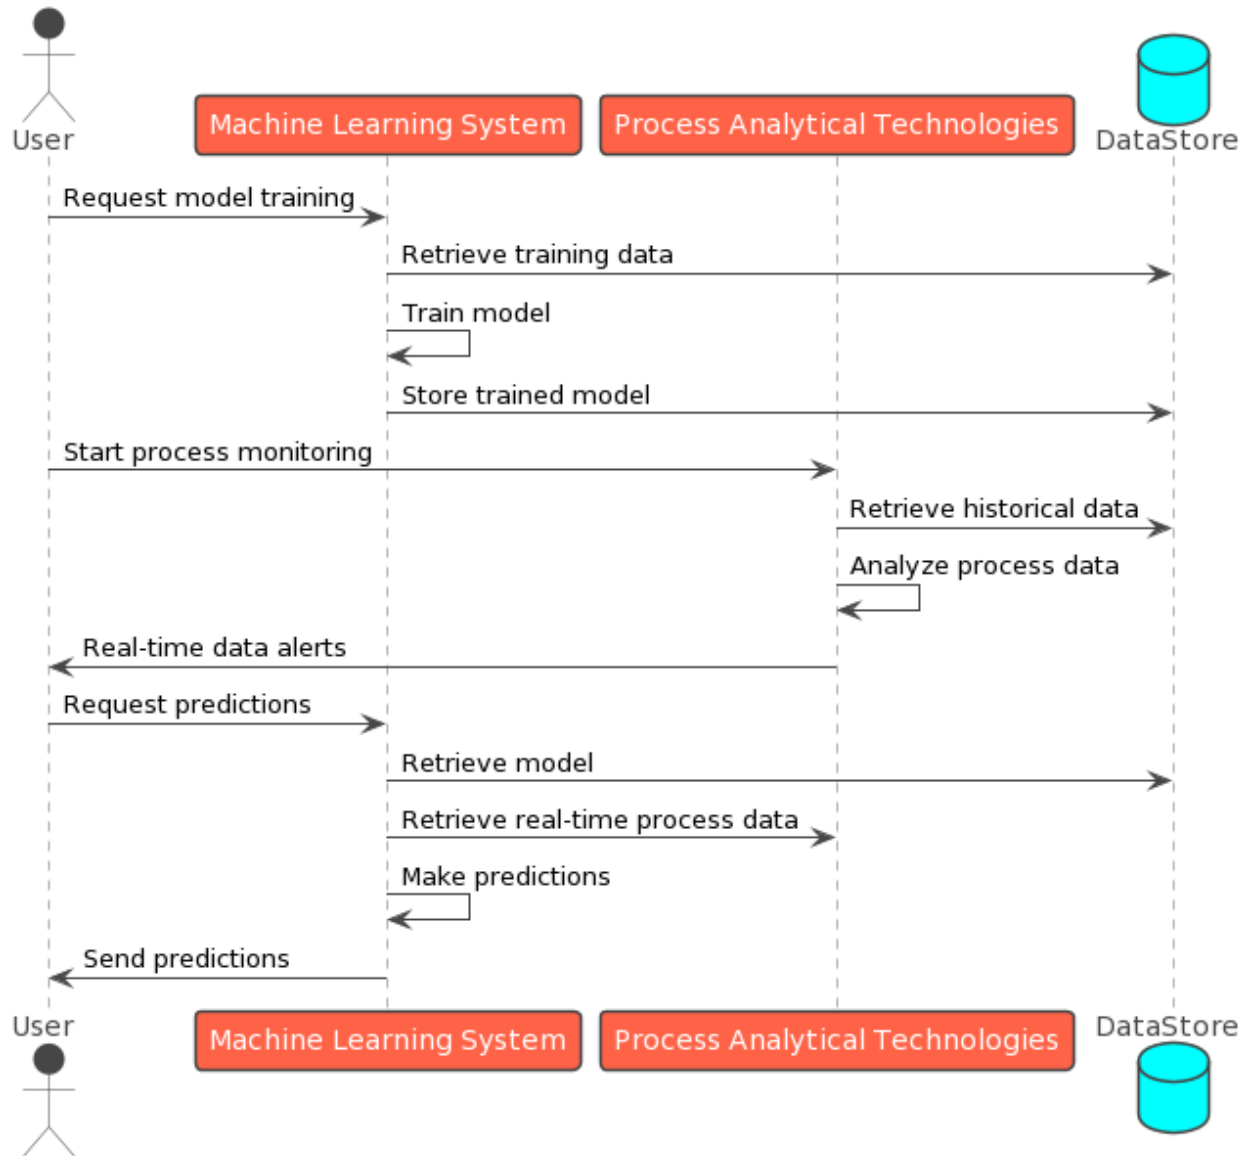 User
Machine Learning System
Process Analytical Technologies
DataStore
Request model training
Retrieve training data
Train model
Store trained model
Start process monitoring
Retrieve historical data
Analyze process data
Real-time data alerts
Request predictions
Retrieve model
Retrieve real-time process data
Make predictions
Send predictions
User
Machine Learning System
Process Analytical Technologies
DataStore